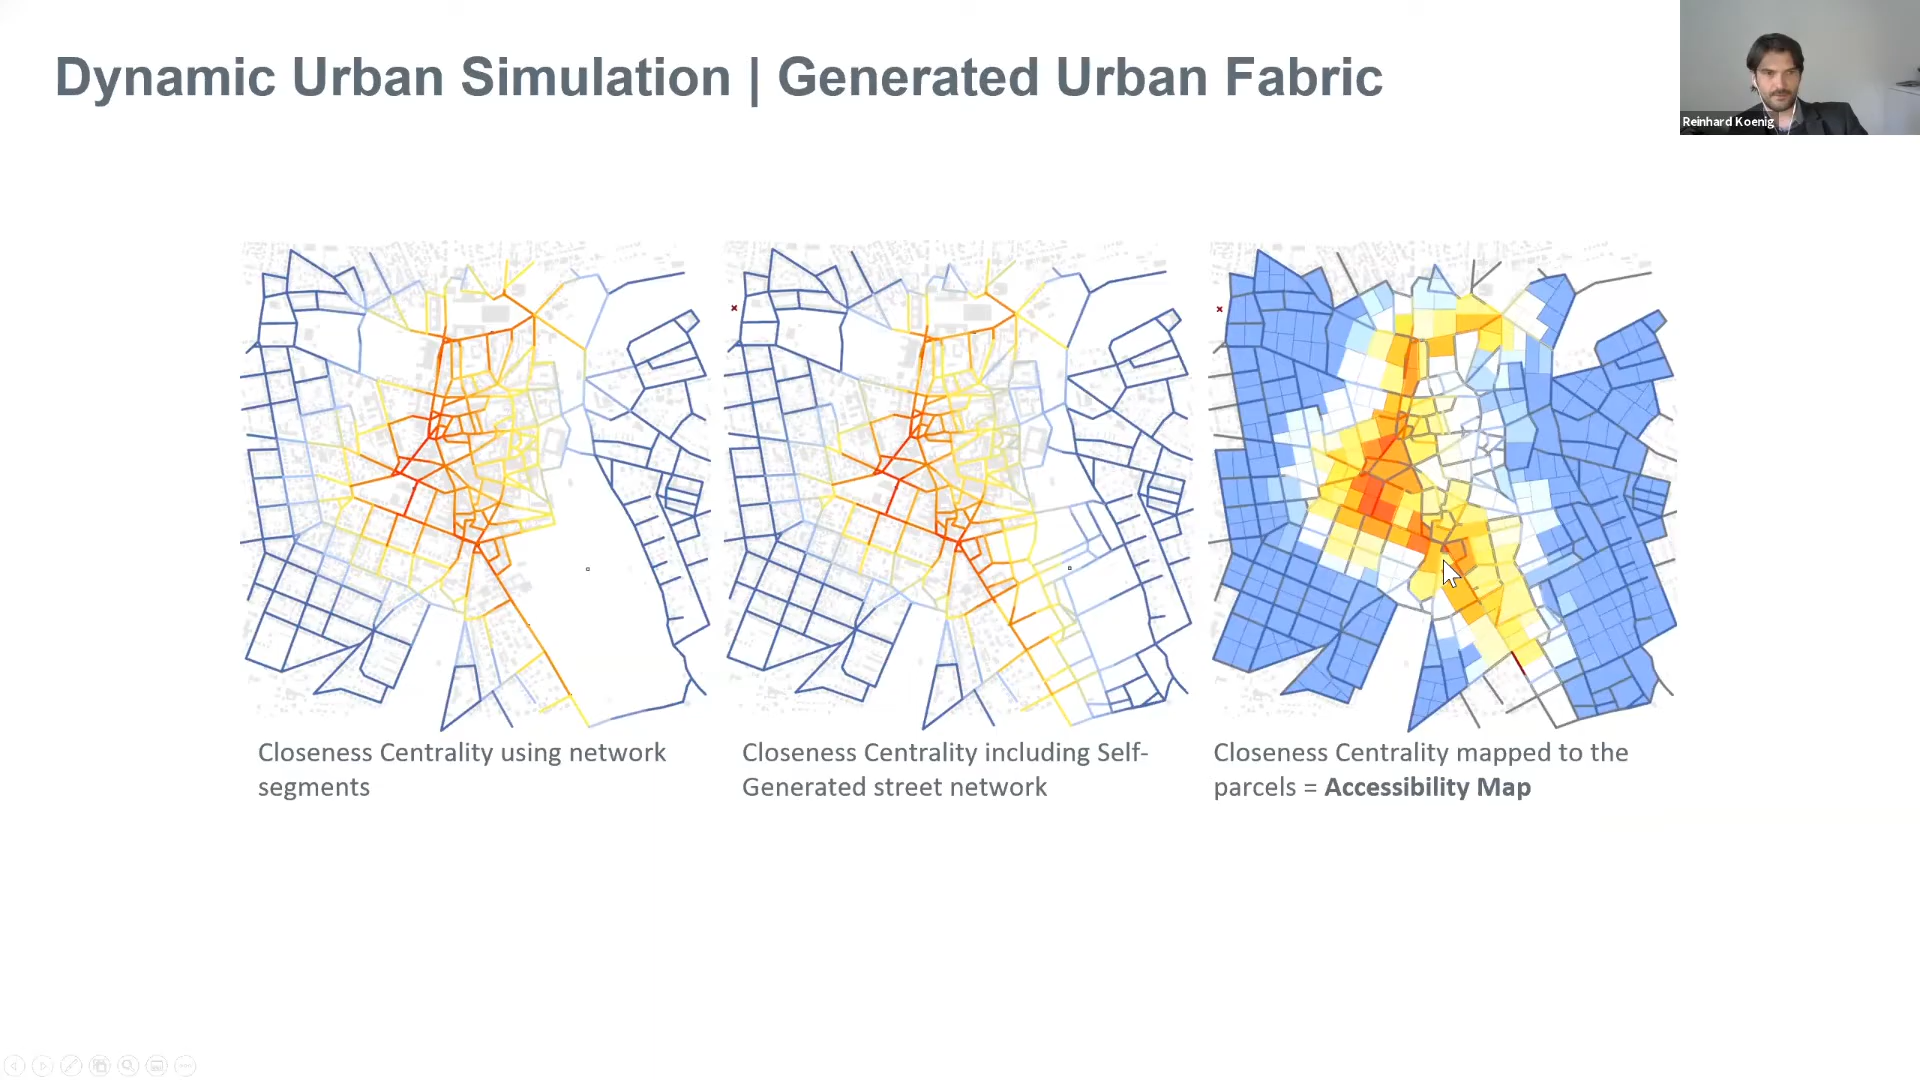 Dynamic Urban Simulation | Generated Urban Fabric
Reinhard Koenig
Closeness Centrality using network
segments
Closeness Centrality including Self-
Generated street network
Closeness Centrality mapped to the
parcels = Accessibility Map